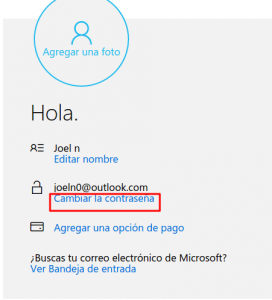 Agregar una foto
Hola.
Joel n
Editar nombre
joeln0@outlook.com
Cambiar la contraseña
Agregar una opción de pago
¿Buscas tu correo electrónico de Microsoft?
Ver Bandeja de entrada